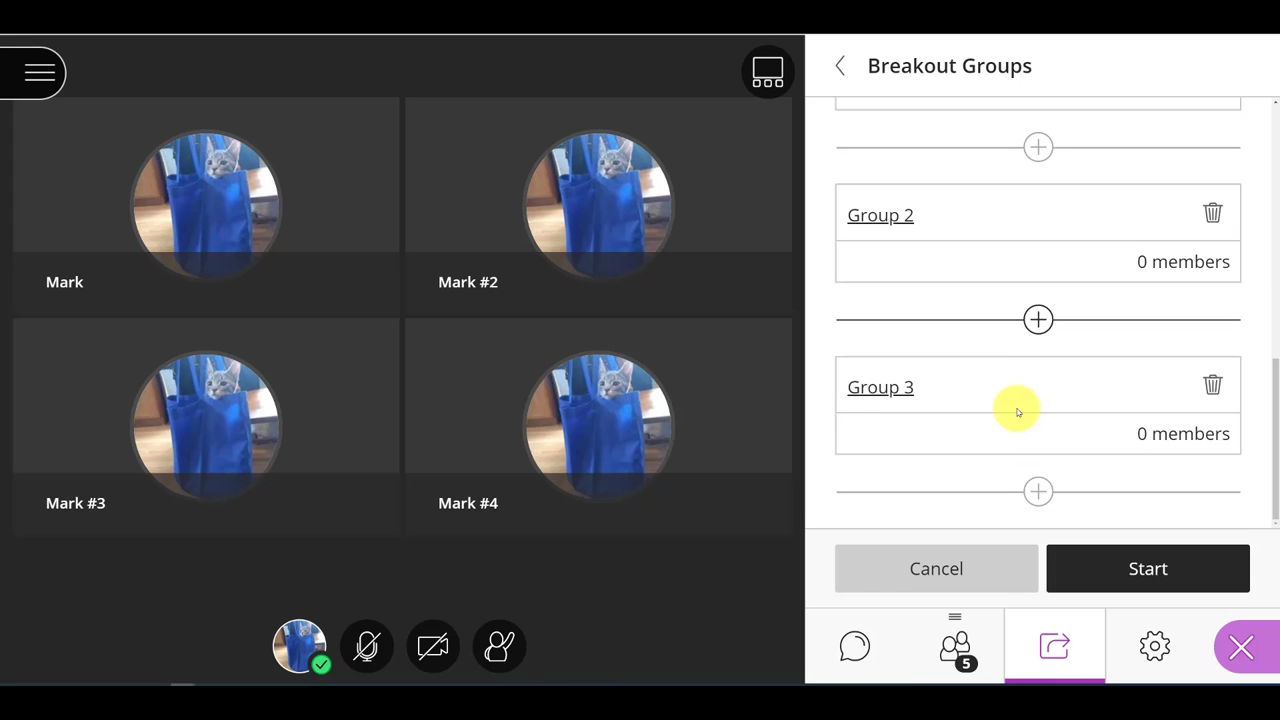 Breakout Groups
Group 2
0 members
Group 3
0 members
Cancel
Start
Mark
Mark #2
Mark #3
Mark #4
5